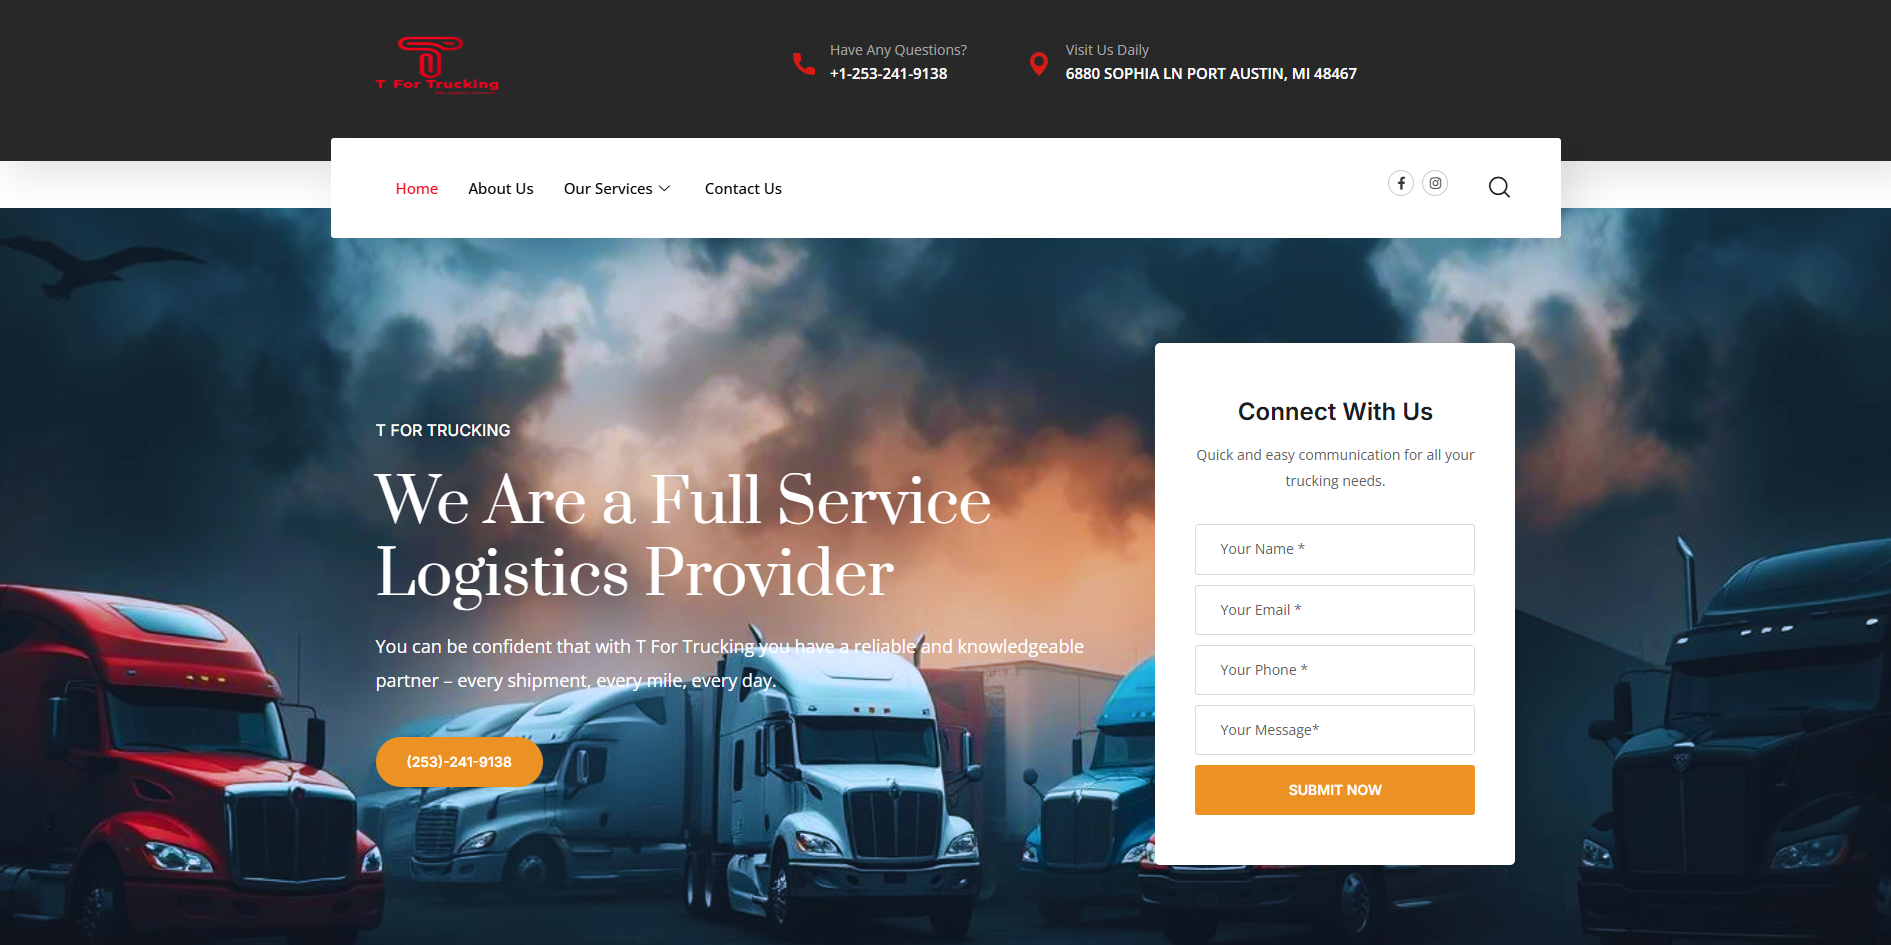 T For Trucking
Have Any Questions?
+1-253-241-9138
Visit Us Daily
6880 SOPHIA LN PORT AUSTIN, MI 48467
Home
About Us
Our Services
Contact Us
T FOR TRUCKING
We Are a Full Service
Logistics Provider
You can be confident that with T For Trucking you have a reliable and knowledgeable
partner – every shipment, every mile, every day.
(253)-241-9138
Connect With Us
Quick and easy communication for all your
trucking needs.
Your Name *
Your Email *
Your Phone *
Your Message*
SUBMIT NOW